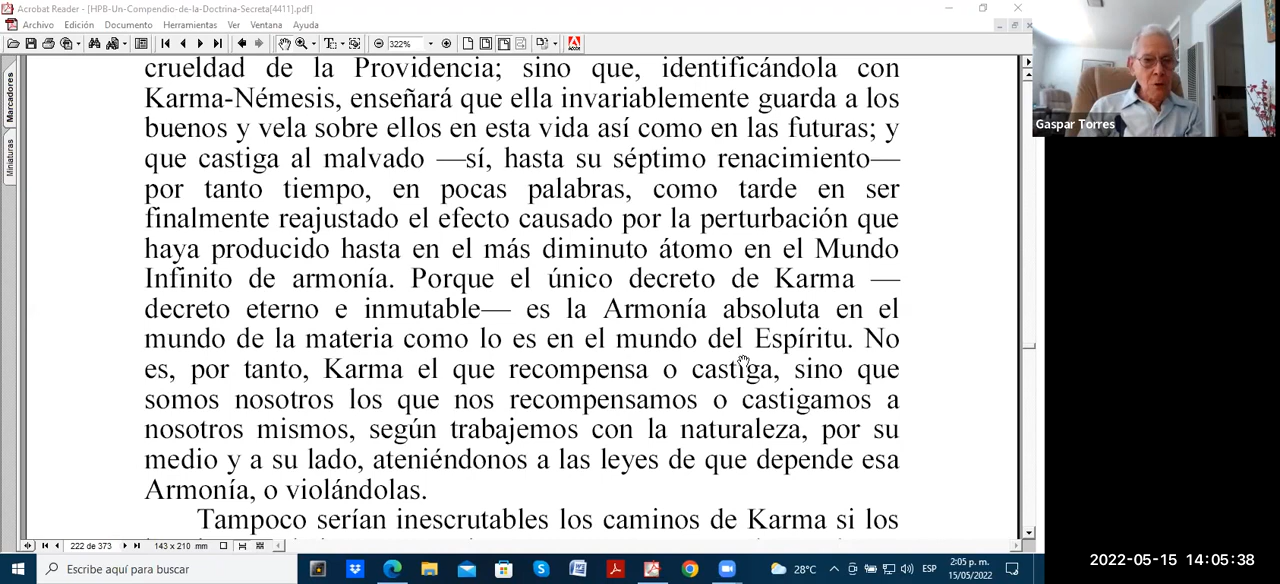 Acrobat Reader - [HPB-Un-Compendio-de-la-Doctrina-Secreta[4411].pdf]
Archivo Edición Documento Herramientas Ver Ventana Ayuda
322%
Marcadores
Miniaturas
crueldad de la Providencia; sino que, identificándola con
Karma-Némesis, enseñará que ella invariablemente guarda a los
buenos y vela sobre ellos en esta vida así como en las futuras; y
que castiga al malvado —sí, hasta su séptimo renacimiento—
por tanto tiempo, en pocas palabras, como tarde en ser
finalmente reajustado el efecto causado por la perturbación que
haya producido hasta en el más diminuto átomo en el Mundo
Infinito de armonía. Porque el único decreto de Karma —
decreto eterno e inmutable— es la Armonía absoluta en el
mundo de la materia como lo es en el mundo del Espíritu. No
es, por tanto, Karma el que recompensa o castiga, sino que
somos nosotros los que nos recompensamos o castigamos a
nosotros mismos, según trabajemos con la naturaleza, por su
medio y a su lado, ateniéndonos a las leyes de que depende esa
Armonía, o violándolas.
Tampoco serían inescrutables los caminos de Karma si los
222 de 373
143 x 210 mm
Gaspar Torres
2022-05-15 14:05:38
Escribe aquí para buscar
28°C
ESP
2:05 p. m.
15/05/2022